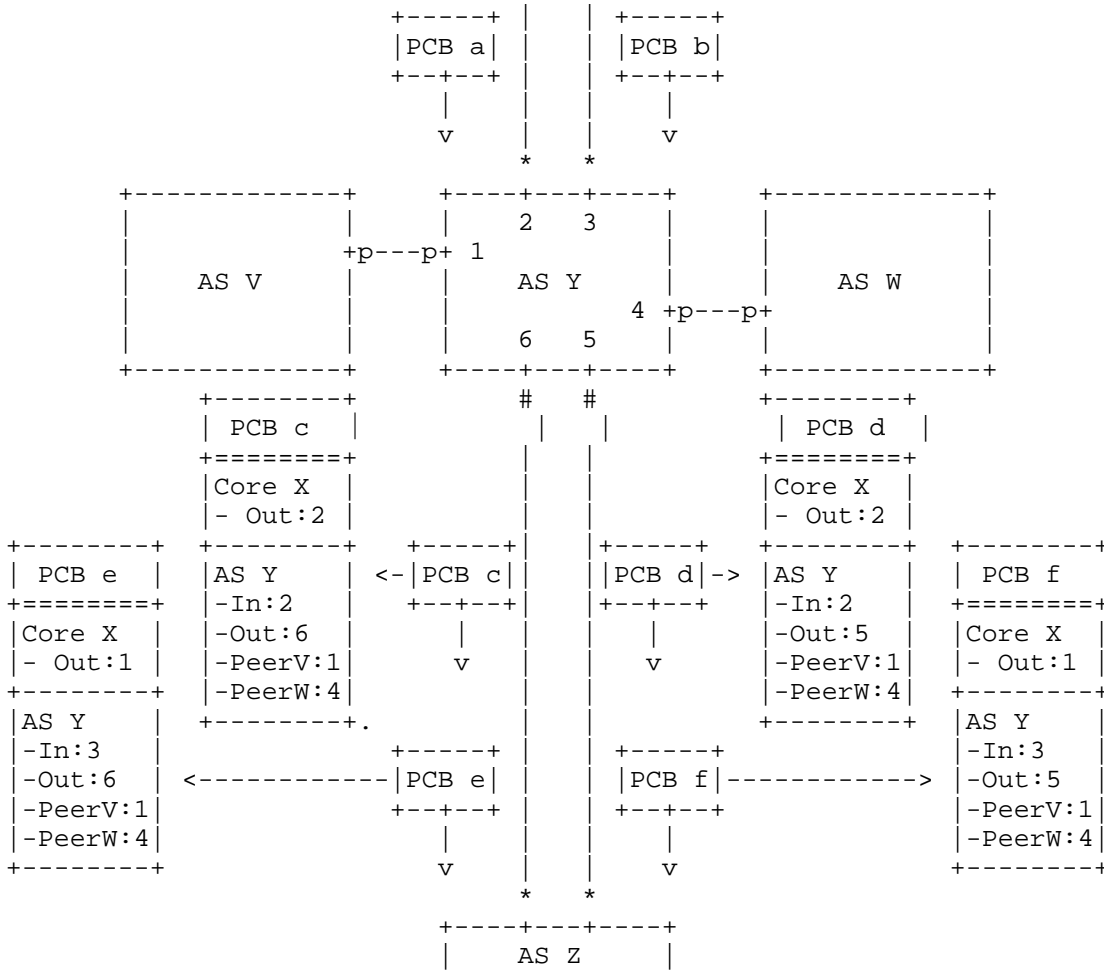 +-----+ |   | +-----+
|PCB a| |   | |PCB b|
+--+--+ |   | +--+--+
|    |   |    |
v    |   |    v
*   *
+-------------+     +----+---+----+     +-------------+
|             |     |    2   3    |     |             |
|             +p---p+ 1           |     |             |
|    AS V     |     |    AS Y     |     |    AS W     |
|             |     |           4 +p---p+             |
|             |     |    6   5    |     |             |
+-------------+     +----+---+----+     +-------------+
+--------+          #   #          +--------+
| PCB c  |           |   |         | PCB d  |
+========+          |   |          +========+
|Core X  |          |   |          |Core X  |
|- Out:2 |          |   |          |- Out:2 |
+--------+  +--------+   +-----+|   |+-----+   +--------+  +--------+
| PCB e  |  |AS Y    | <-|PCB c||   ||PCB d|-> |AS Y    |  | PCB f  |
+========+  |-In:2   |   +--+--+|   |+--+--+   |-In:2   |  +========+
|Core X  |  |-Out:6  |      |   |   |   |      |-Out:5  |  |Core X  |
|- Out:1 |  |-PeerV:1|      v   |   |   v      |-PeerV:1|  |- Out:1 |
+--------+  |-PeerW:4|          |   |          |-PeerW:4|  +--------+
|AS Y    |  +--------+.         |   |          +--------+  |AS Y    |
|-In:3   |              +-----+ |   | +-----+              |-In:3   |
|-Out:6  | <------------|PCB e| |   | |PCB f|------------> |-Out:5  |
|-PeerV:1|              +--+--+ |   | +--+--+              |-PeerV:1|
|-PeerW:4|                 |    |   |    |                 |-PeerW:4|
+--------+                 v    |   |    v                 +--------+
*   *
+----+---+----+
|    AS Z     |